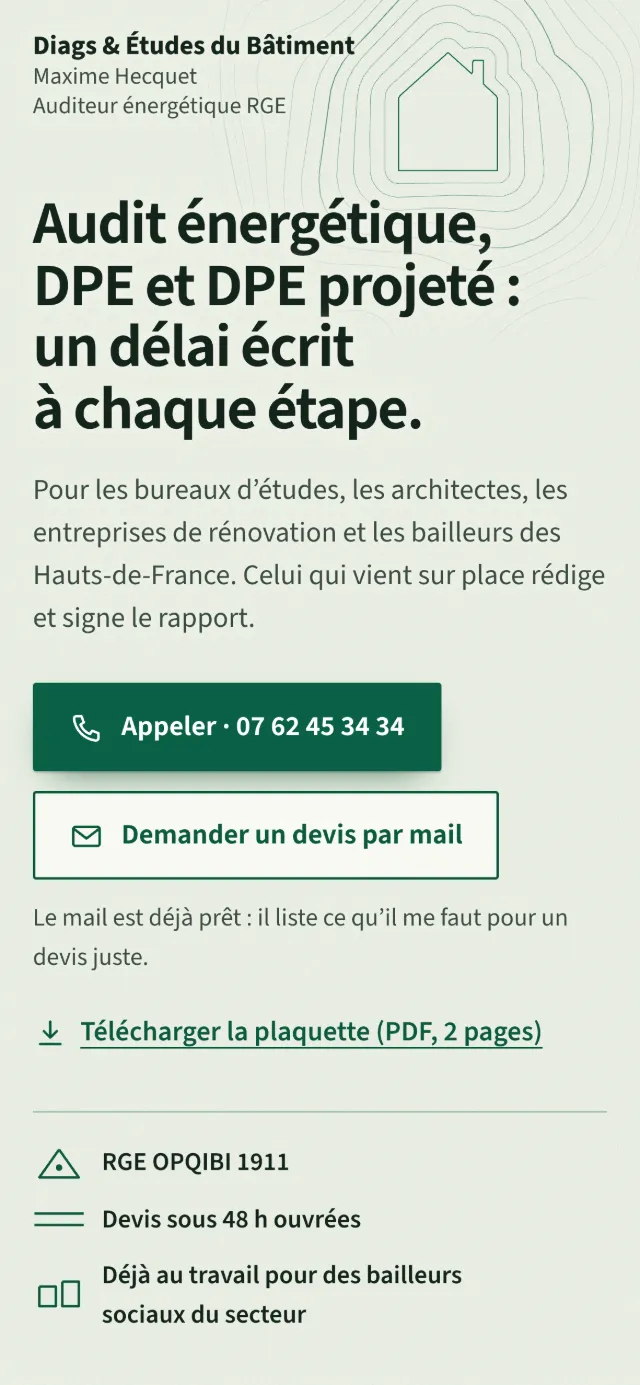 Diags & Études du Bâtiment
Maxime Hecquet
Auditeur énergétique RGE
Audit énergétique,
DPE et DPE projeté :
un délai écrit
à chaque étape.
Pour les bureaux d’études, les architectes, les
entreprises de rénovation et les bailleurs des
Hauts-de-France. Celui qui vient sur place rédige
et signe le rapport.
Appeler · 07 62 45 34 34
Demander un devis par mail
Le mail est déjà prêt : il liste ce qu’il me faut pour un
devis juste.
Télécharger la plaquette (PDF, 2 pages)
RGE OPQIBI 1911
Devis sous 48 h ouvrées
Déjà au travail pour des bailleurs
sociaux du secteur